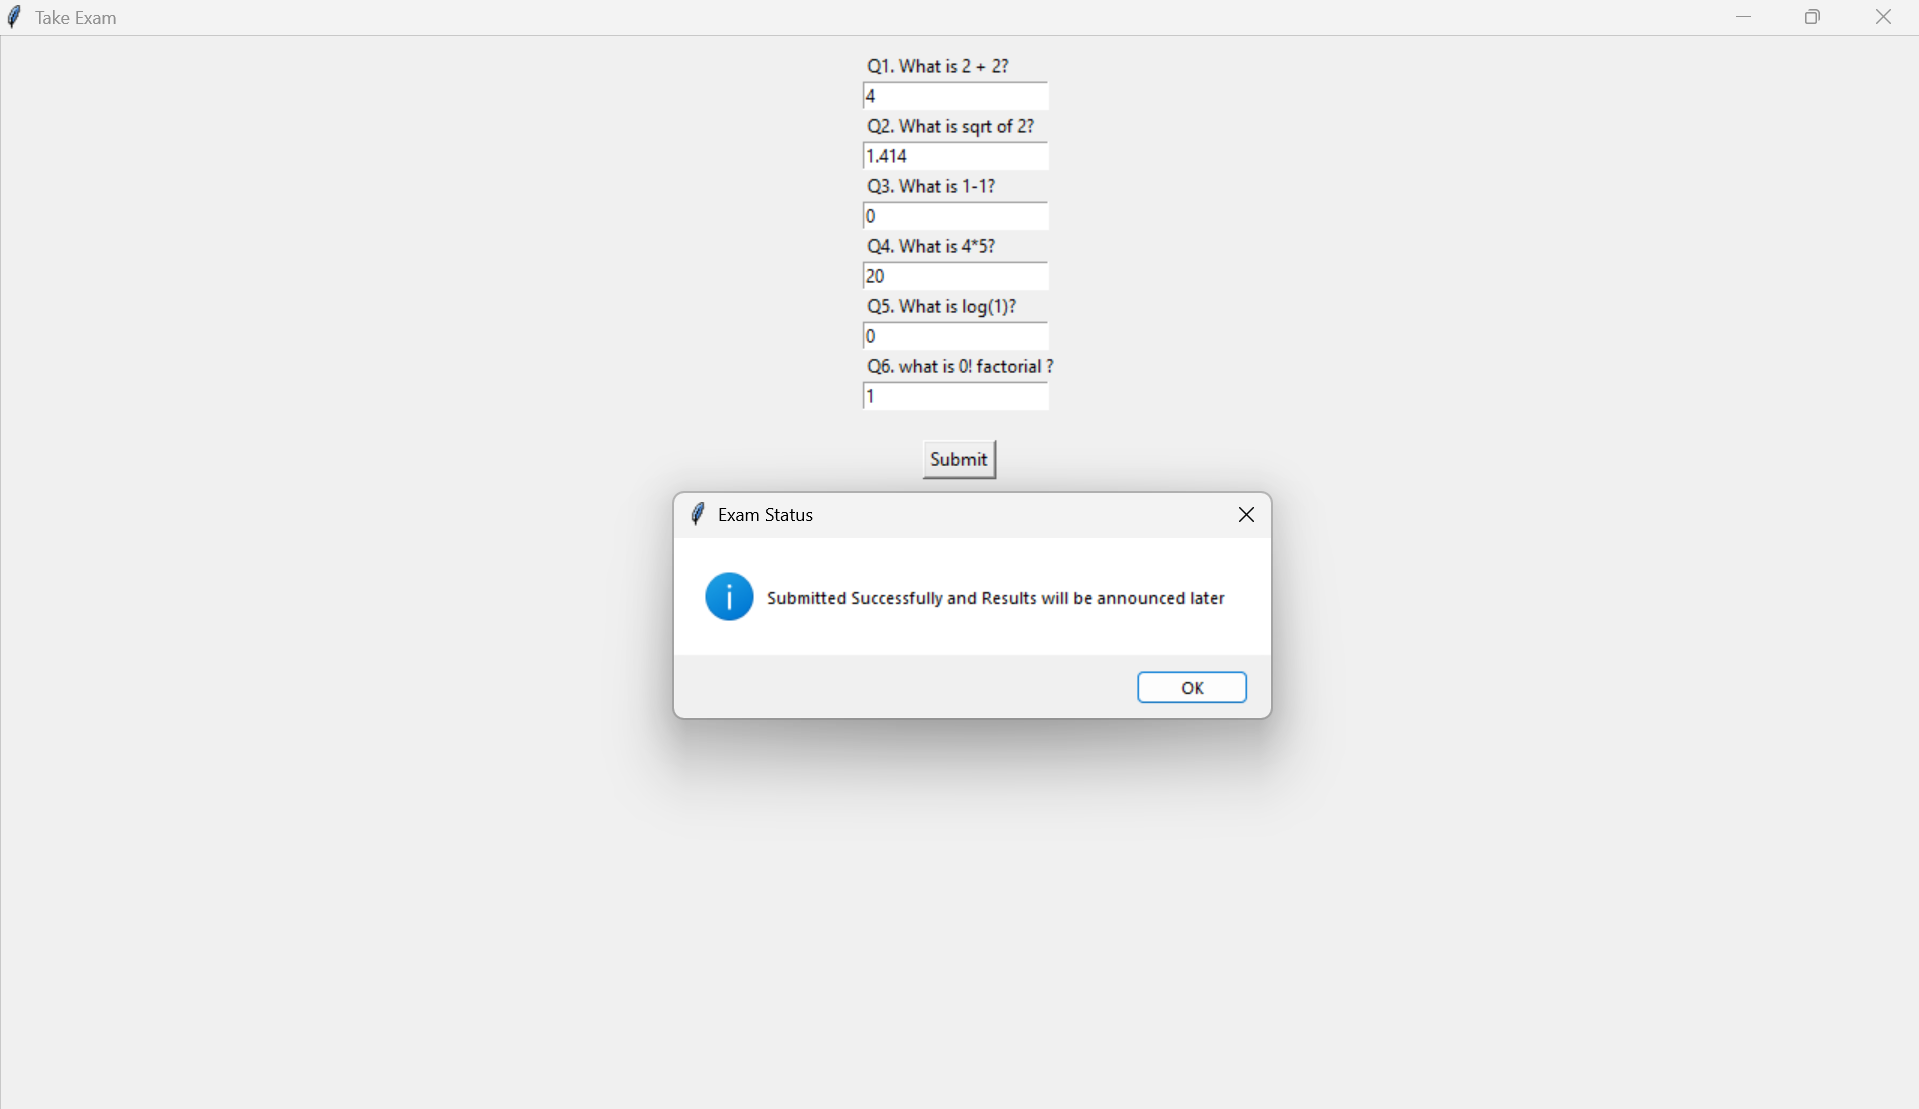 Take Exam
Q1. What is 2 + 2?
4
Q2. What is sqrt of 2?
1.414
Q3. What is 1-1?
0
Q4. What is 4*5?
20
Q5. What is log(1)?
0
Q6. what is 0! factorial ?
1
Submit
Exam Status
Submitted Successfully and Results will be announced later
OK